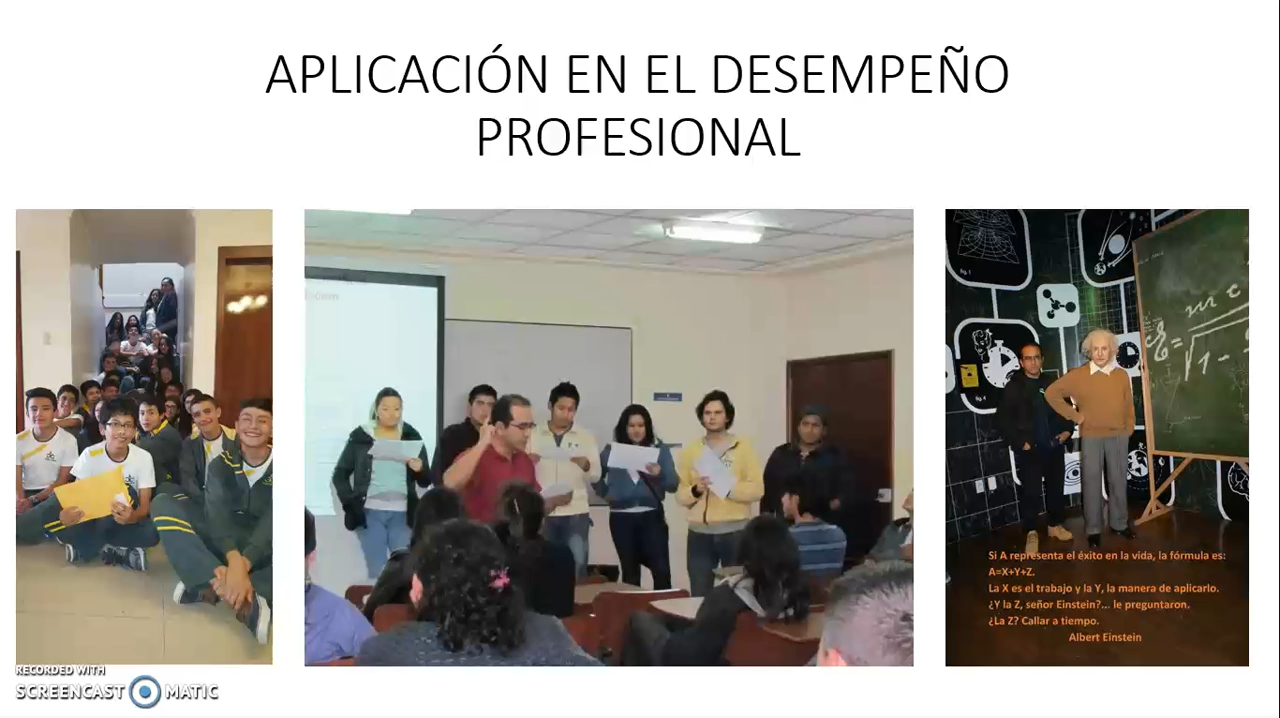 APLICACIÓN EN EL DESEMPEÑO
PROFESIONAL
Si A representa el éxito en la vida, la fórmula es:
A=X+Y+Z.
La X es el trabajo y la Y, la manera de aplicarlo.
¿Y la Z, señor Einstein?... le preguntaron.
¿La Z? Callar a tiempo.
Albert Einstein
RECORDED WITH
SCREENCAST MATIC